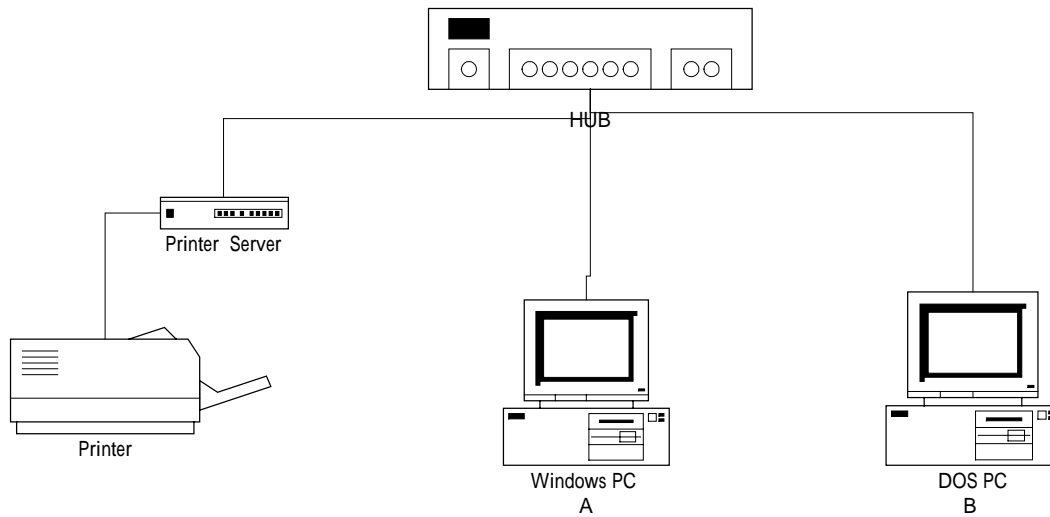 HUB
Printer Server
Printer
Windows PC
A
DOS PC
B